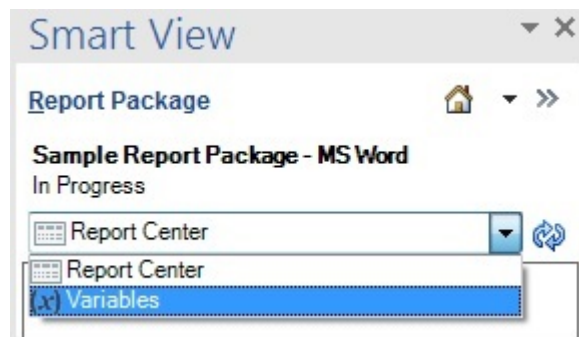 Smart View
Report Package
Sample Report Package - MS Word
In Progress
Report Center
Report Center
(x) Variables